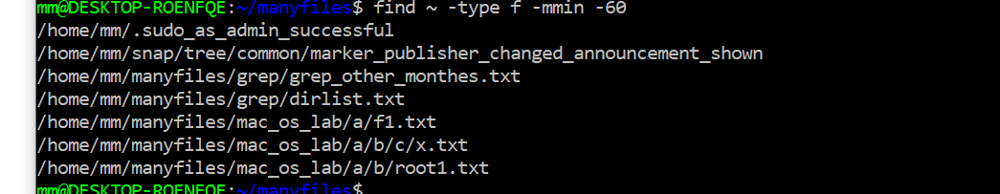 mm@DESKTOP-ROENFQE:~/manyfiles$ find ~ -type f -mmin -60
/home/mm/.sudo_as_admin_successful
/home/mm/snap/tree/common/marker_publisher_changed_announcement_shown
/home/mm/manyfiles/grep/grep_other_monthes.txt
/home/mm/manyfiles/grep/dirlist.txt
/home/mm/manyfiles/mac_os_lab/a/f1.txt
/home/mm/manyfiles/mac_os_lab/a/b/c/x.txt
/home/mm/manyfiles/mac_os_lab/a/b/root1.txt
mm@DESKTOP-ROENFQE:~/manyfiles$